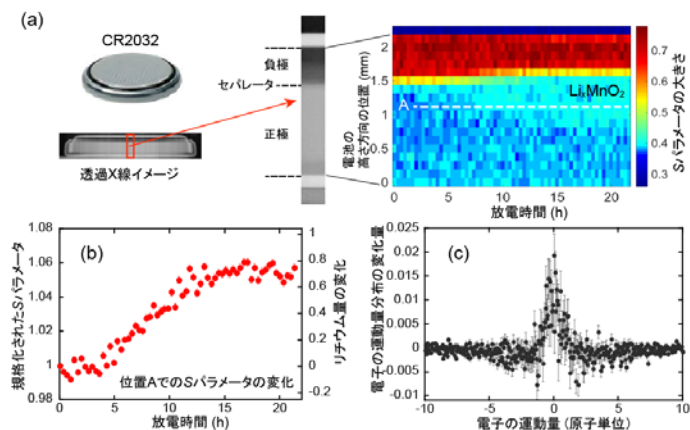 (a)
CR2032
透過X線イメージ
負極
セパレータ
正極
電池の
高さ方向の位置 (mm)
2
1.5
1
0.5
0
A
LixMnO2
0 5 10 15 20
放電時間 (h)
0.7
0.6
0.5
0.4
0.3
Sパラメータの大きさ
(b)
規格化されたSパラメータ
1.08
1.06
1.04
1.02
1
0.98
1
0.8
0.6
0.4
0.2
0
-0.2
リチウム量の変化
位置AでのSパラメータの変化
0 5 10 15 20
放電時間 (h)
(c)
電子の運動量分布の変化量
0.025
0.02
0.015
0.01
0.005
0
-0.005
-0.01
-10 -5 0 5 10
電子の運動量 (原子単位)